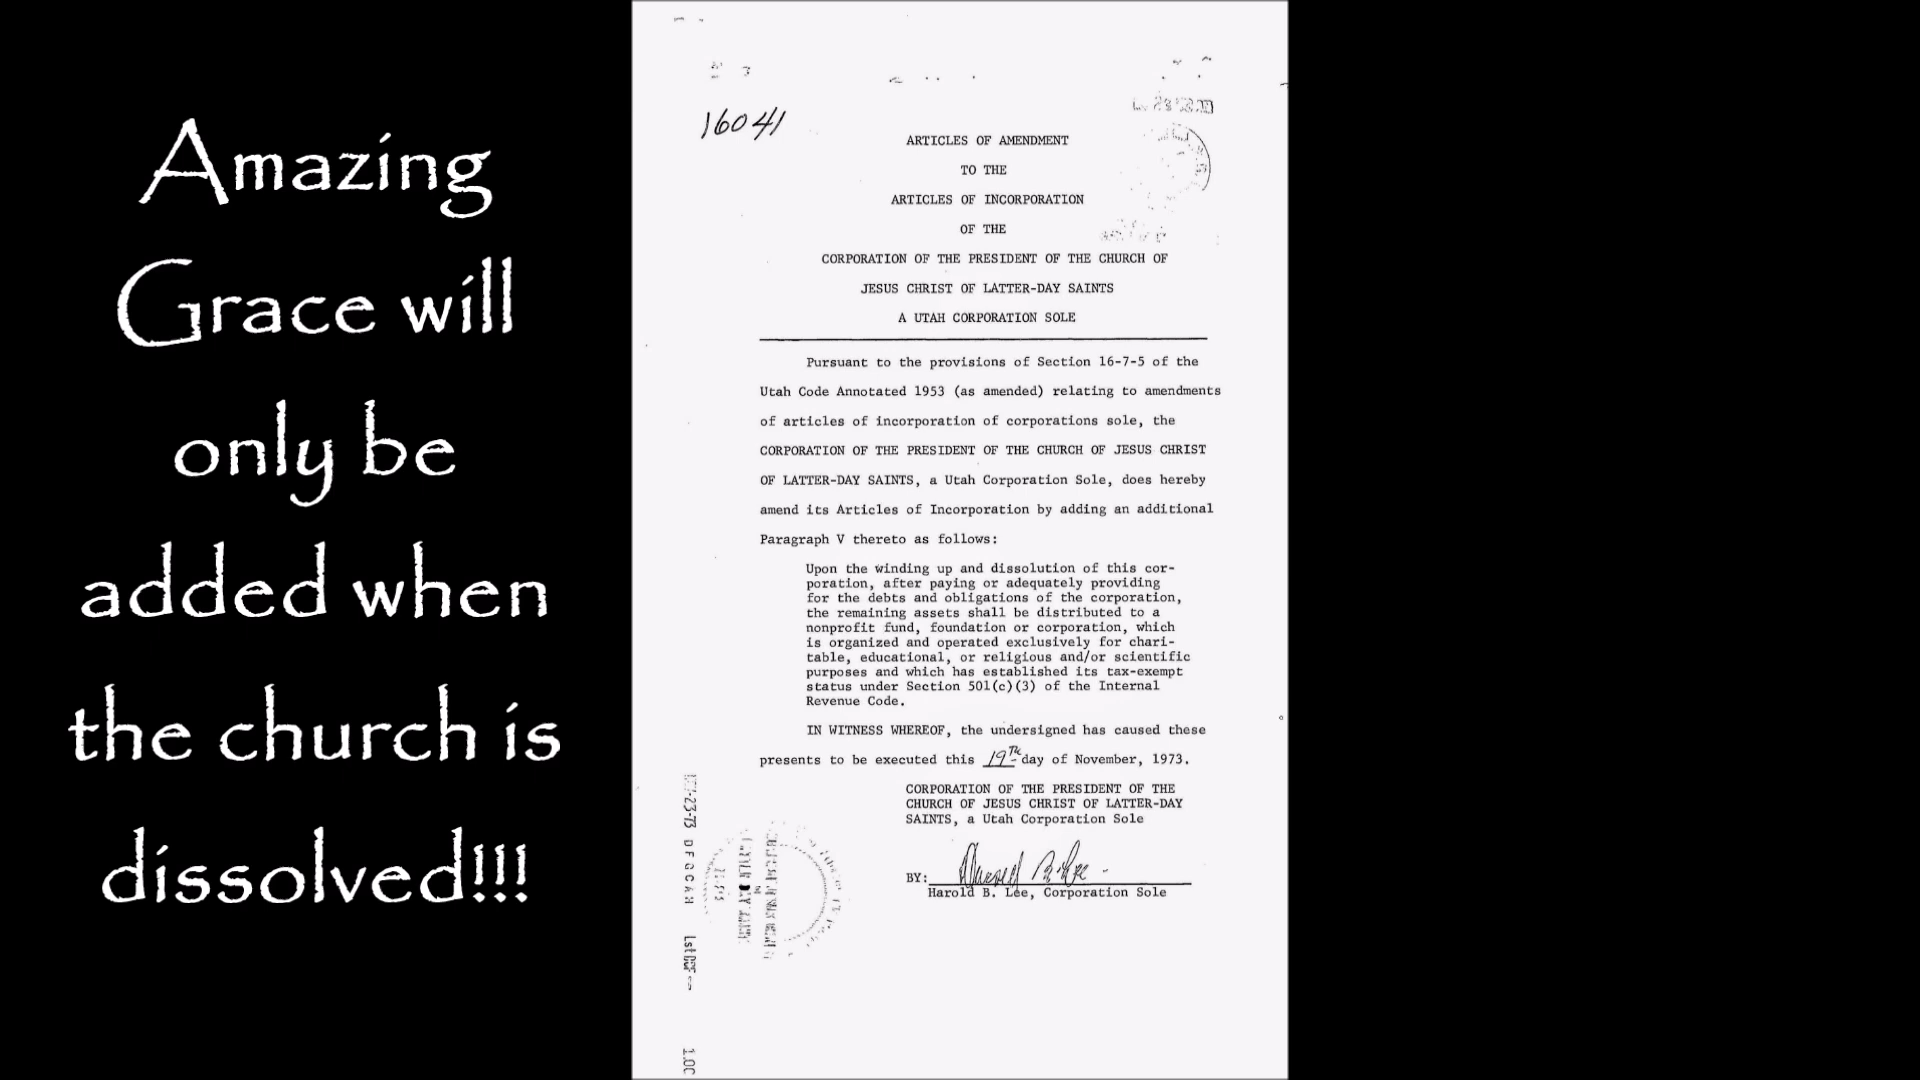 Amazing
Grace will
only be
added when
the church is
dissolved!!!
16041
ARTICLES OF AMENDMENT
TO THE
ARTICLES OF INCORPORATION
OF THE
CORPORATION OF THE PRESIDENT OF THE CHURCH OF
JESUS CHRIST OF LATTER-DAY SAINTS
A UTAH CORPORATION SOLE
Pursuant to the provisions of Section 16-7-5 of the
Utah Code Annotated 1953 (as amended) relating to amendments
of articles of incorporation of corporations sole, the
CORPORATION OF THE PRESIDENT OF THE CHURCH OF JESUS CHRIST
OF LATTER-DAY SAINTS, a Utah Corporation Sole, does hereby
amend its Articles of Incorporation by adding an additional
Paragraph V thereto as follows:
Upon the winding up and dissolution of this cor-
poration, after paying or adequately providing
for the debts and obligations of the corporation,
the remaining assets shall be distributed to a
nonprofit fund, foundation or corporation, which
is organized and operated exclusively for chari-
table, educational, or religious and/or scientific
purposes and which has established its tax-exempt
status under Section 501(c)(3) of the Internal
Revenue Code.
IN WITNESS WHEREOF, the undersigned has caused these
presents to be executed this 19th day of November, 1973.
CORPORATION OF THE PRESIDENT OF THE
CHURCH OF JESUS CHRIST OF LATTER-DAY
SAINTS, a Utah Corporation Sole
BY: Harold B. Lee
Harold B. Lee, Corporation Sole